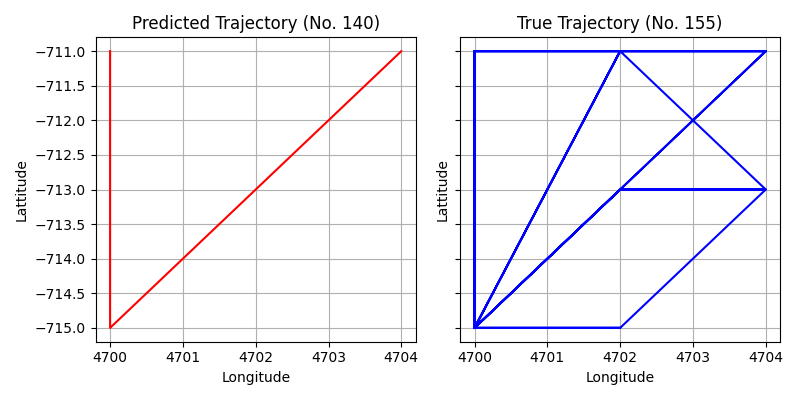 Predicted Trajectory (No. 140)
True Trajectory (No. 155)
−711.0
−711.5
−712.0
−712.5
−713.0
−713.5
−714.0
−714.5
−715.0
Lattitude
Lattitude
4700 4701 4702 4703 4704
4700 4701 4702 4703 4704
Longitude
Longitude